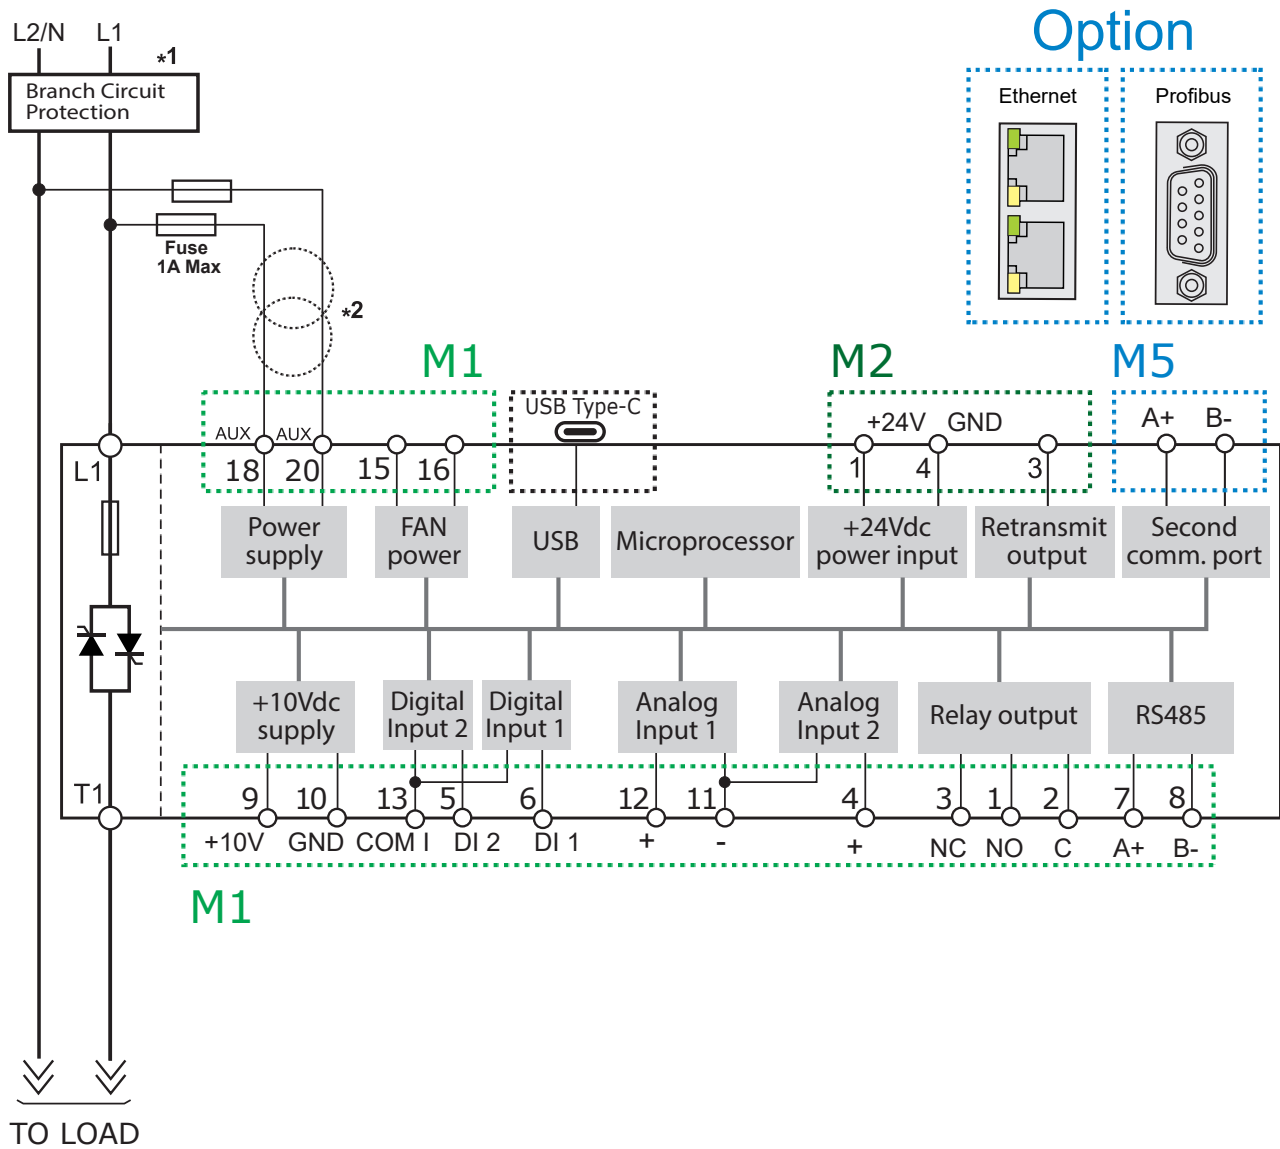 Option
L2/N L1
*1
Branch Circuit
Protection
Ethernet
Profibus
Fuse
1A Max
*2
M1
M2
M5
USB Type-C
+24V GND
A+ B-
AUX AUX
L1
18 20 15 16
1 4 3
Power
supply
FAN
power
USB
Microprocessor
+24Vdc
power input
Retransmit
output
Second
comm. port
+10Vdc
supply
Digital
Input 2
Digital
Input 1
Analog
Input 1
Analog
Input 2
Relay output
RS485
T1
9 10 13 5 6 12 11 4 3 1 2 7 8
+10V GND COM I DI 2 DI 1 + - + NC NO C A+ B-
M1
TO LOAD